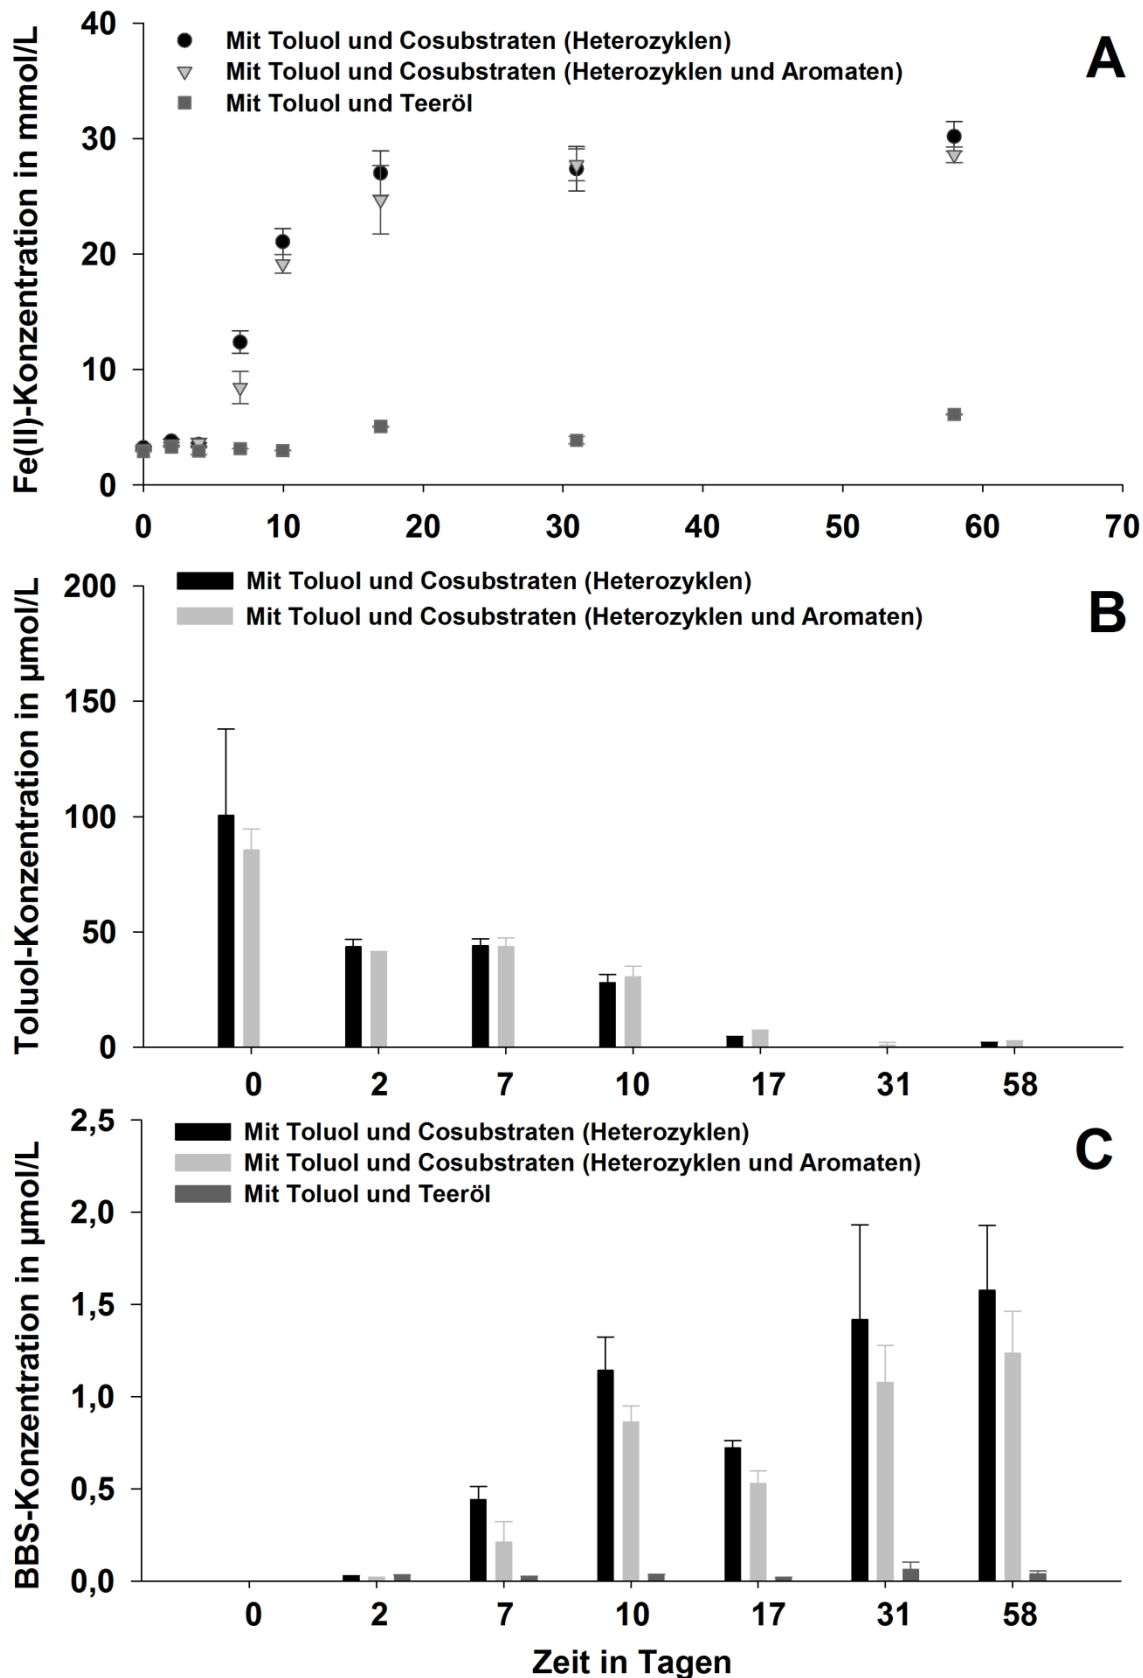 40
Mit Toluol und Cosubstraten (Heterozyklen)
A
Mit Toluol und Cosubstraten (Heterozyklen und Aromaten)
Mit Toluol und Teeröl
30
20
10
0
Fe(II)-Konzentration in mmol/L
0 10 20 30 40 50 60 70
200
Mit Toluol und Cosubstraten (Heterozyklen)
B
Mit Toluol und Cosubstraten (Heterozyklen und Aromaten)
150
100
50
0
Toluol-Konzentration in µmol/L
0 2 7 10 17 31 58
2,5
Mit Toluol und Cosubstraten (Heterozyklen)
C
Mit Toluol und Cosubstraten (Heterozyklen und Aromaten)
Mit Toluol und Teeröl
2,0
1,5
1,0
0,5
0,0
BBS-Konzentration in µmol/L
0 2 7 10 17 31 58
Zeit in Tagen